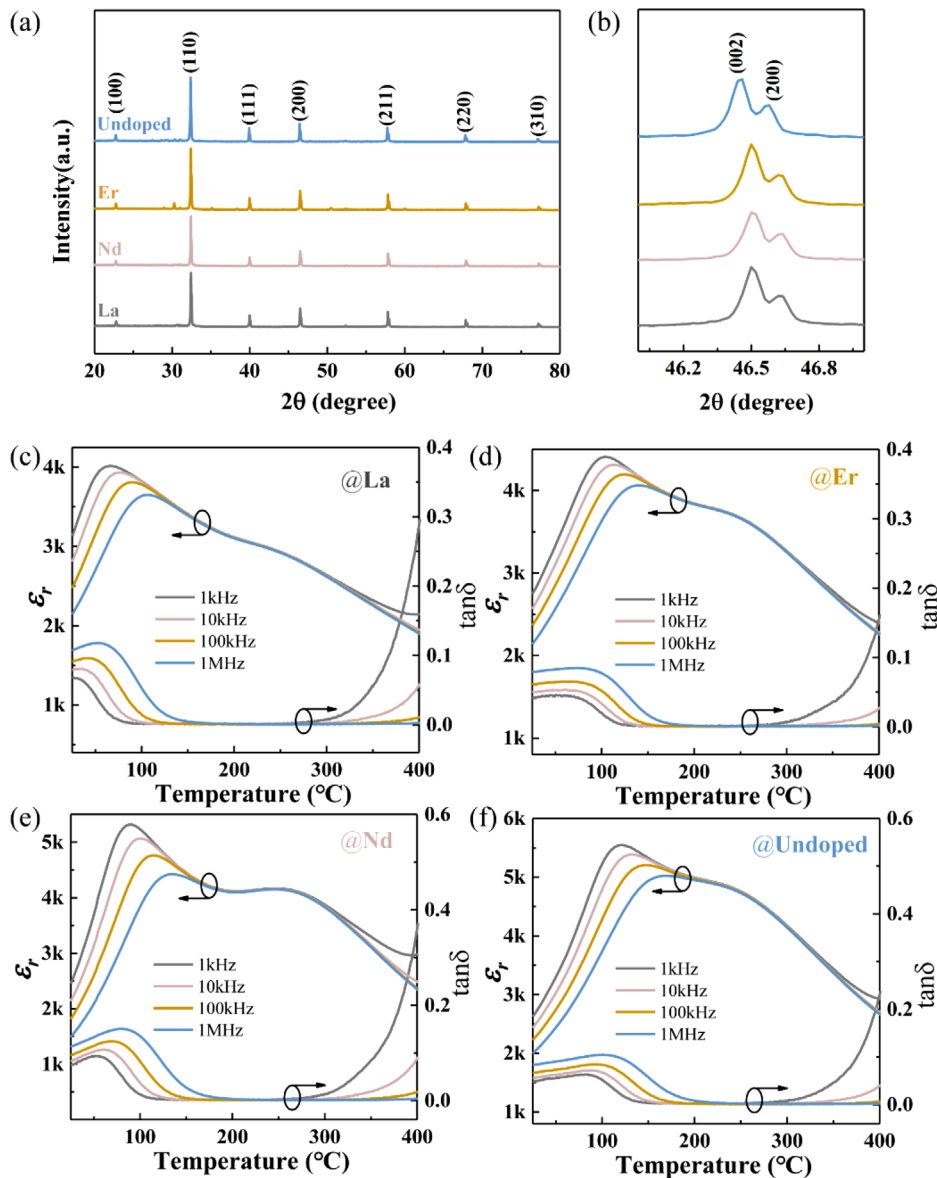 (a)
(100)
(110)
(111)
(200)
(211)
(220)
(310)
Undoped
Er
Nd
La
Intensity(a.u.)
20 30 40 50 60 70 80
2θ (degree)
(b)
(002)
(200)
46.2 46.5 46.8
2θ (degree)
(c)
@La
4k
3k
2k
1k
εr
1kHz
10kHz
100kHz
1MHz
0.4
0.3
0.2
0.1
0.0
tanδ
100 200 300 400
Temperature (℃)
(d)
@Er
4k
3k
2k
1k
εr
1kHz
10kHz
100kHz
1MHz
0.4
0.3
0.2
0.1
0.0
tanδ
100 200 300 400
Temperature (℃)
(e)
@Nd
5k
4k
3k
2k
1k
εr
1kHz
10kHz
100kHz
1MHz
0.6
0.4
0.2
0.0
tanδ
100 200 300 400
Temperature (℃)
(f)
@Undoped
6k
5k
4k
3k
2k
1k
εr
1kHz
10kHz
100kHz
1MHz
0.6
0.4
0.2
0.0
tanδ
100 200 300 400
Temperature (℃)